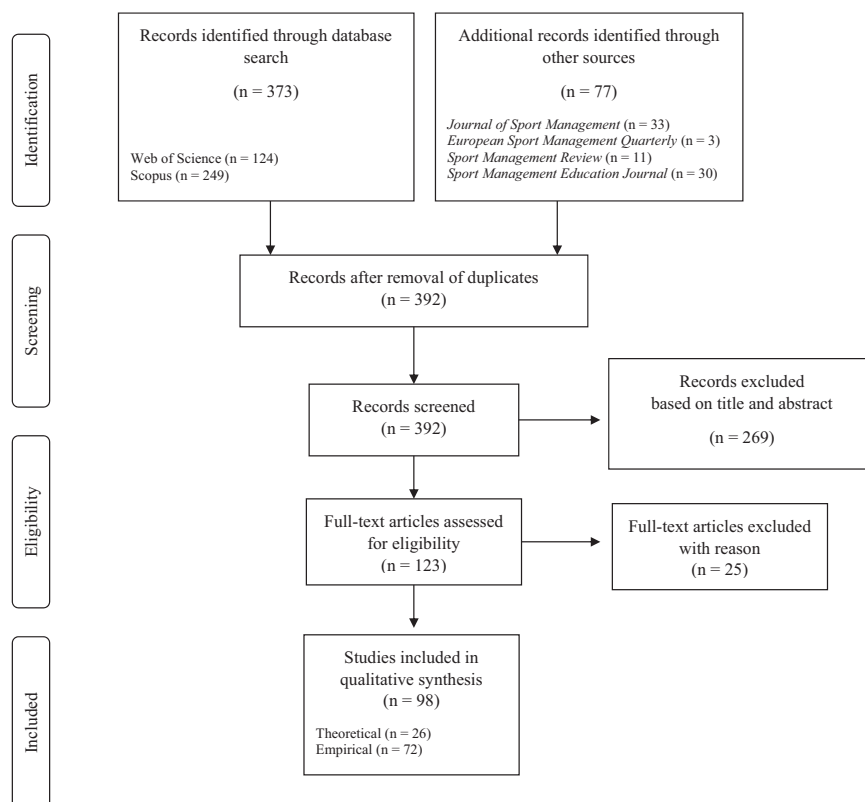 Identification
Records identified through database
search
(n = 373)
Web of Science (n = 124)
Scopus (n = 249)
Additional records identified through
other sources
(n = 77)
Journal of Sport Management (n = 33)
European Sport Management Quarterly (n = 3)
Sport Management Review (n = 11)
Sport Management Education Journal (n = 30)
Screening
Records after removal of duplicates
(n = 392)
Records screened
(n = 392)
Records excluded
based on title and abstract
(n = 269)
Eligibility
Full-text articles assessed
for eligibility
(n = 123)
Full-text articles excluded
with reason
(n = 25)
Included
Studies included in
qualitative synthesis
(n = 98)
Theoretical (n = 26)
Empirical (n = 72)